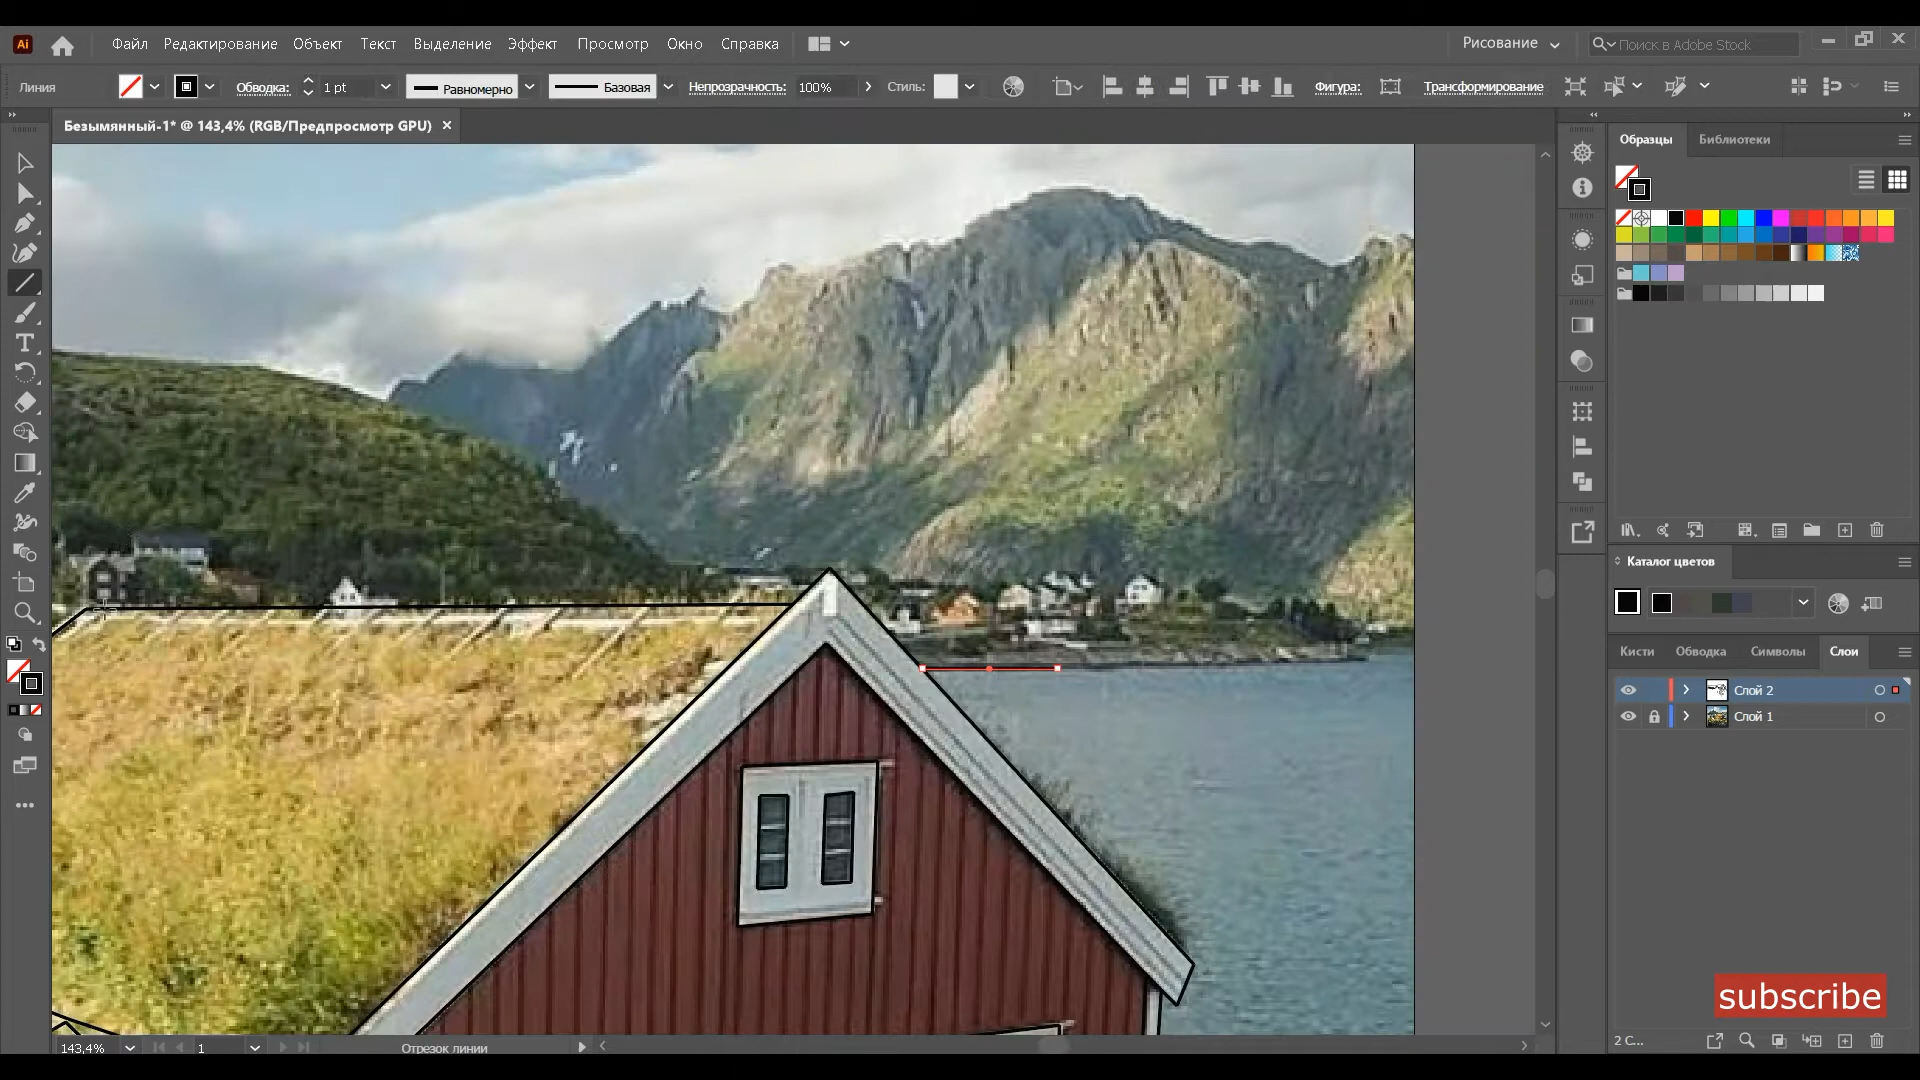 Ai
Файл Редактирование Объект Текст Выделение Эффект Просмотр Окно Справка
Рисование
Поиск в Adobe Stock
Линия
Обводка: 1 pt
Равномерно
Базовая
Непрозрачность: 100%
Стиль:
Фигура:
Трансформирование
Безымянный-1* @ 143,4% (RGB/Предпросмотр GPU) ×
Образцы Библиотеки
Каталог цветов
Кисти Обводка Символы Слои
Слой 2
Слой 1
subscribe
2 С...
143,4%
1
Отрезок линии